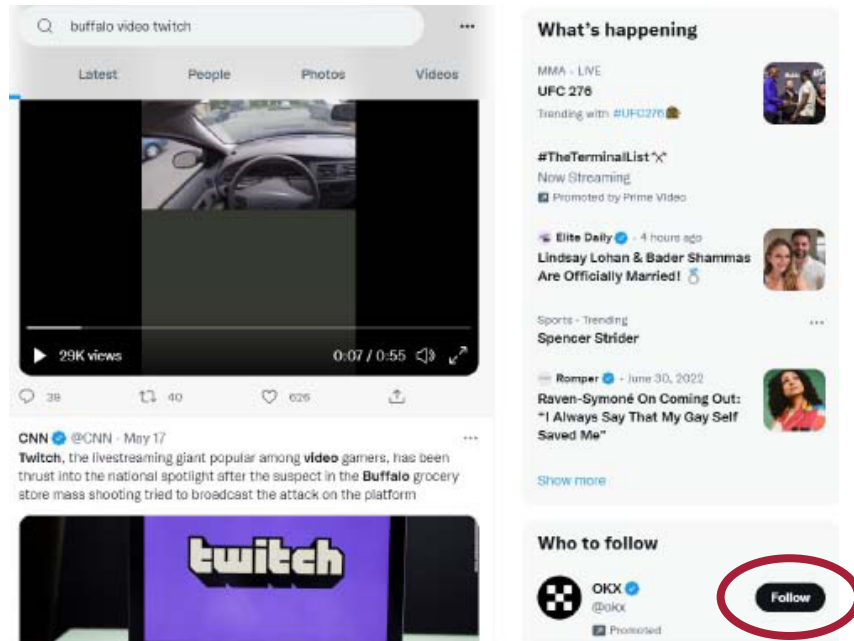 buffalo video twitch
Latest People Photos Videos
29K views 0:07 / 0:55
39 40 626
CNN @CNN · May 17
Twitch, the livestreaming giant popular among video gamers, has been
thrust into the national spotlight after the suspect in the Buffalo grocery
store mass shooting tried to broadcast the attack on the platform
twitch
What's happening
MMA · LIVE
UFC 276
Trending with #UFC276
#TheTerminalList
Now Streaming
Promoted by Prime Video
Elite Daily · 4 hours ago
Lindsay Lohan & Bader Shammas
Are Officially Married!
Sports · Trending
Spencer Strider
Romper · June 30, 2022
Raven-Symoné On Coming Out:
"I Always Say That My Gay Self
Saved Me"
Show more
Who to follow
OKX
@okx
Promoted
Follow